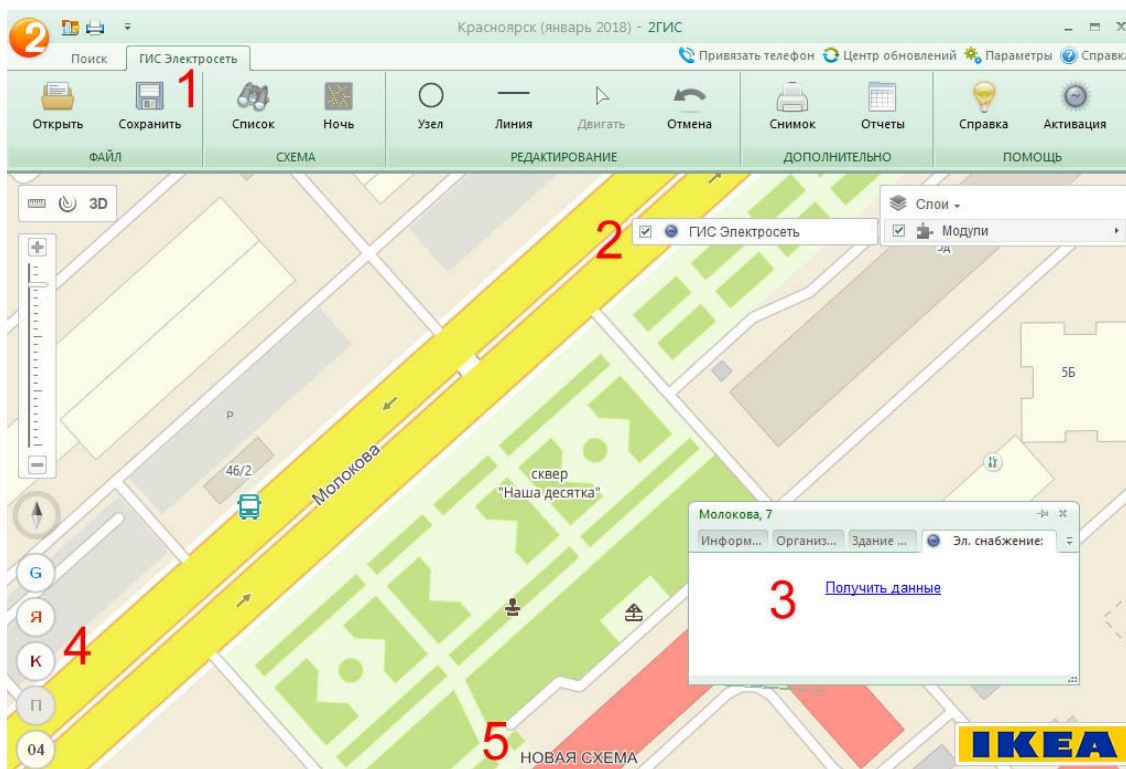 2
Красноярск (январь 2018) - 2ГИС
Поиск
ГИС Электросеть
Привязать телефон
Центр обновлений
Параметры
Справка
1
Открыть
Сохранить
Список
Ночь
Узел
Линия
Двигать
Отмена
Снимок
Отчеты
Справка
Активация
ФАЙЛ
СХЕМА
РЕДАКТИРОВАНИЕ
ДОПОЛНИТЕЛЬНО
ПОМОЩЬ
3D
Слои
2
ГИС Электросеть
Модули
5Д
5Б
P
46/2
Молокова
сквер
"Наша десятка"
Молокова, 7
Информ...
Организ...
Здание ...
Эл. снабжение:
3
Получить данные
G
Я
4
К
П
04
5
НОВАЯ СХЕМА
IKEA